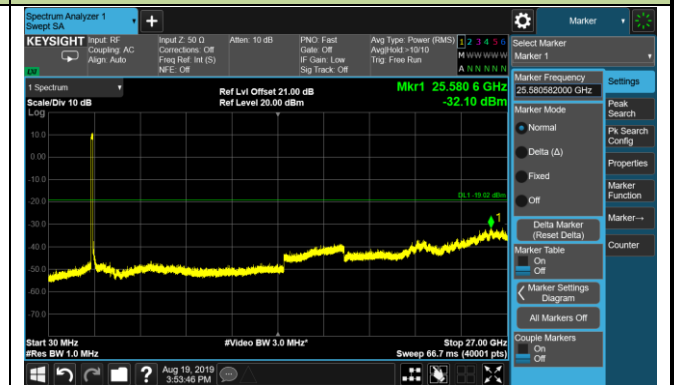 Spectrum Analyzer 1
Swept SA
+
Marker
KEYSIGHT
Input: RF
Coupling: AC
Align: Auto
Input Z: 50 Ω
Corrections: Off
Freq Ref: Int (S)
NFE: Off
Atten: 10 dB
PNO: Fast
Gate: Off
IF Gain: Low
Sig Track: Off
Avg Type: Power (RMS)
Avg|Hold >10/10
Trig: Free Run
1 2 3 4 5 6
M W W W W W
A N N N N N
Select Marker
Marker 1
1 Spectrum
Scale/Div 10 dB
Log
Ref Lvl Offset 21.00 dB
Ref Level 20.00 dBm
Mkr1 25.580 6 GHz
-32.10 dBm
10.0
0.00
-10.0
-20.0
-30.0
-40.0
-50.0
-60.0
-70.0
DL1 -19.02 dBm
1
Start 30 MHz
#Res BW 1.0 MHz
#Video BW 3.0 MHz*
Stop 27.00 GHz
Sweep 66.7 ms (40001 pts)
Marker Frequency
25.580582000 GHz
Marker Mode
Normal
Delta (Δ)
Fixed
Off
Delta Marker
(Reset Delta)
Marker Table
On
Off
Marker Settings
Diagram
All Markers Off
Couple Markers
On
Off
Settings
Peak
Search
Pk Search
Config
Properties
Marker
Function
Marker→
Counter
?
Aug 19, 2019
3:53:46 PM